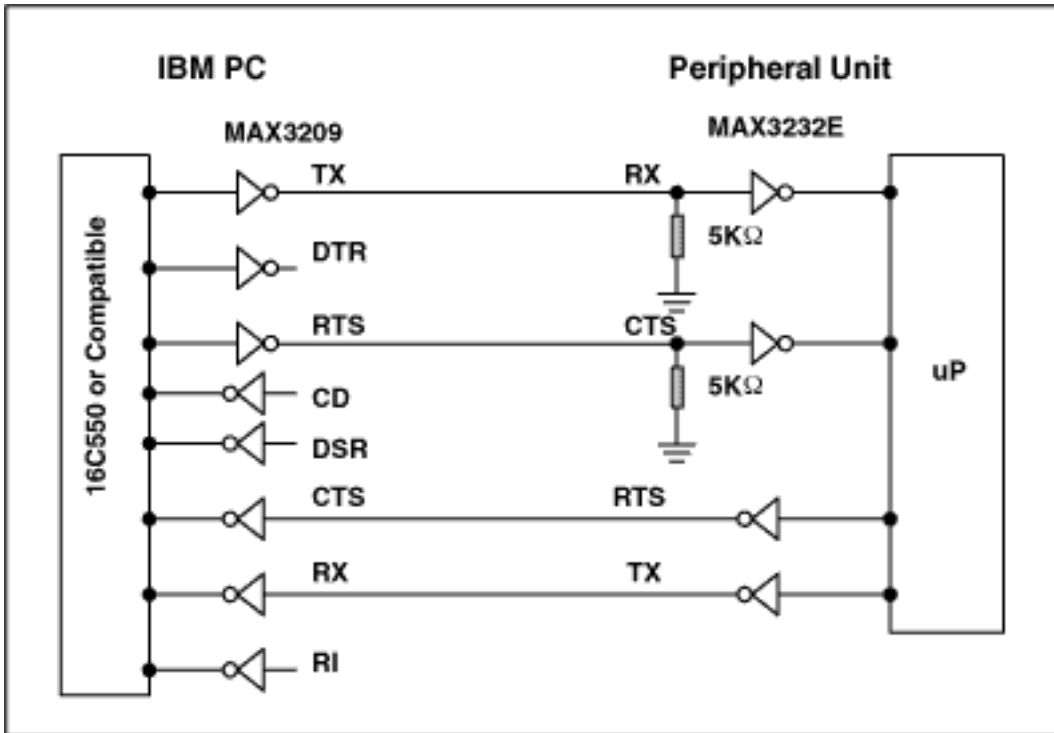 IBM PC
Peripheral Unit
MAX3209
MAX3232E
16C550 or Compatible
TX
RX
5KΩ
DTR
RTS
CTS
5KΩ
uP
CD
DSR
CTS
RTS
RX
TX
RI